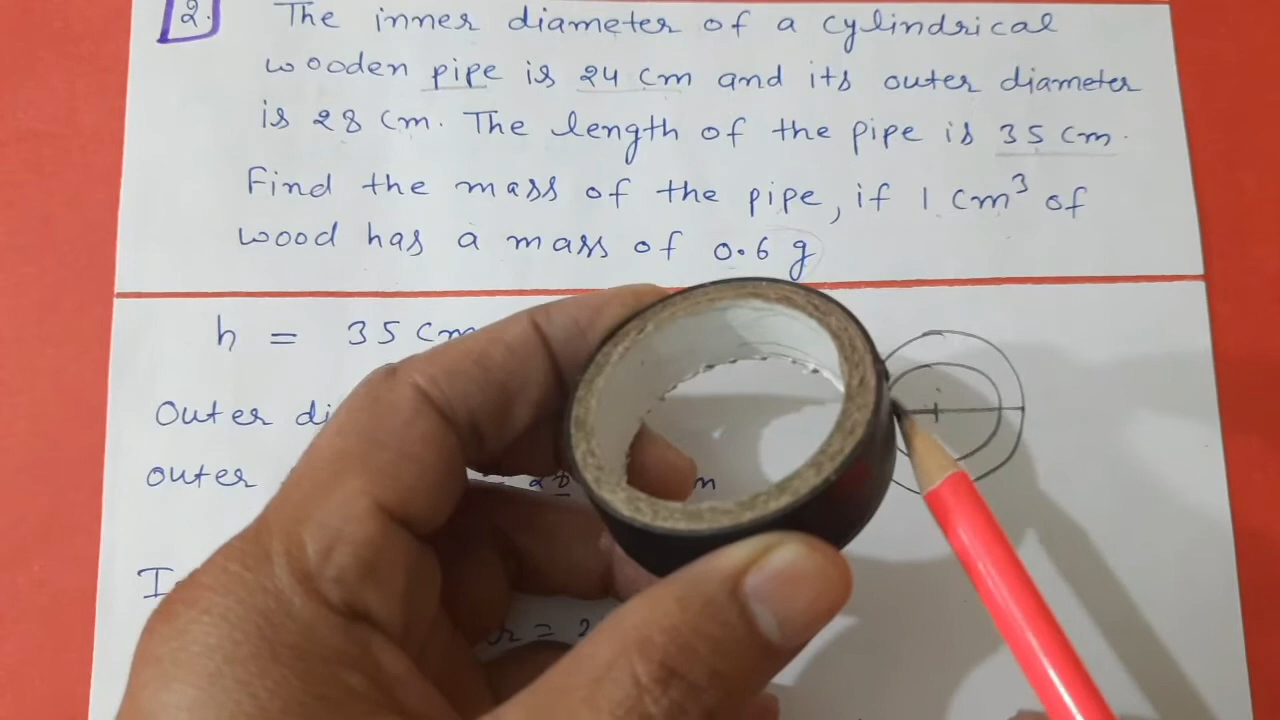 2.
The inner diameter of a cylindrical
wooden pipe is 24 cm and its outer diameter
is 28 cm. The length of the pipe is 35 cm.
Find the mass of the pipe, if 1 cm³ of
wood has a mass of 0.6 g
h = 35 cm
Outer
outer
r = 2